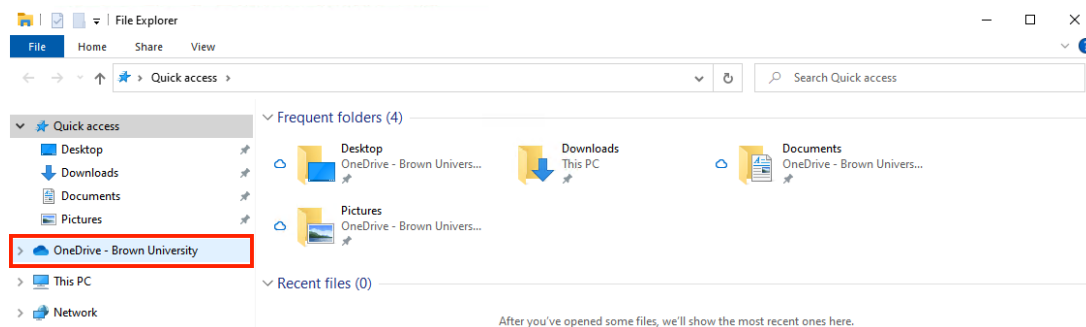 File Explorer
File Home Share View
Quick access Search Quick access
Quick access
Desktop
Downloads
Documents
Pictures
OneDrive - Brown University
This PC
Network
Frequent folders (4)
Desktop
OneDrive - Brown Univers...
Downloads
This PC
Documents
OneDrive - Brown Univers...
Pictures
OneDrive - Brown Univers...
Recent files (0)
After you've opened some files, we'll show the most recent ones here.